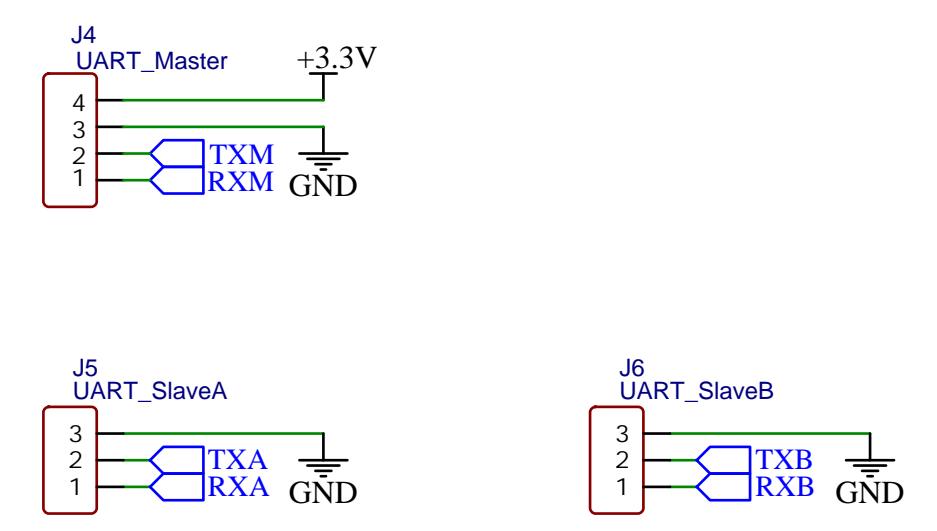 J4
UART_Master
+3.3V
4
3
2
TXM
1
RXM
GND
J5
UART_SlaveA
3
2
TXA
1
RXA
GND
J6
UART_SlaveB
3
2
TXB
1
RXB
GND